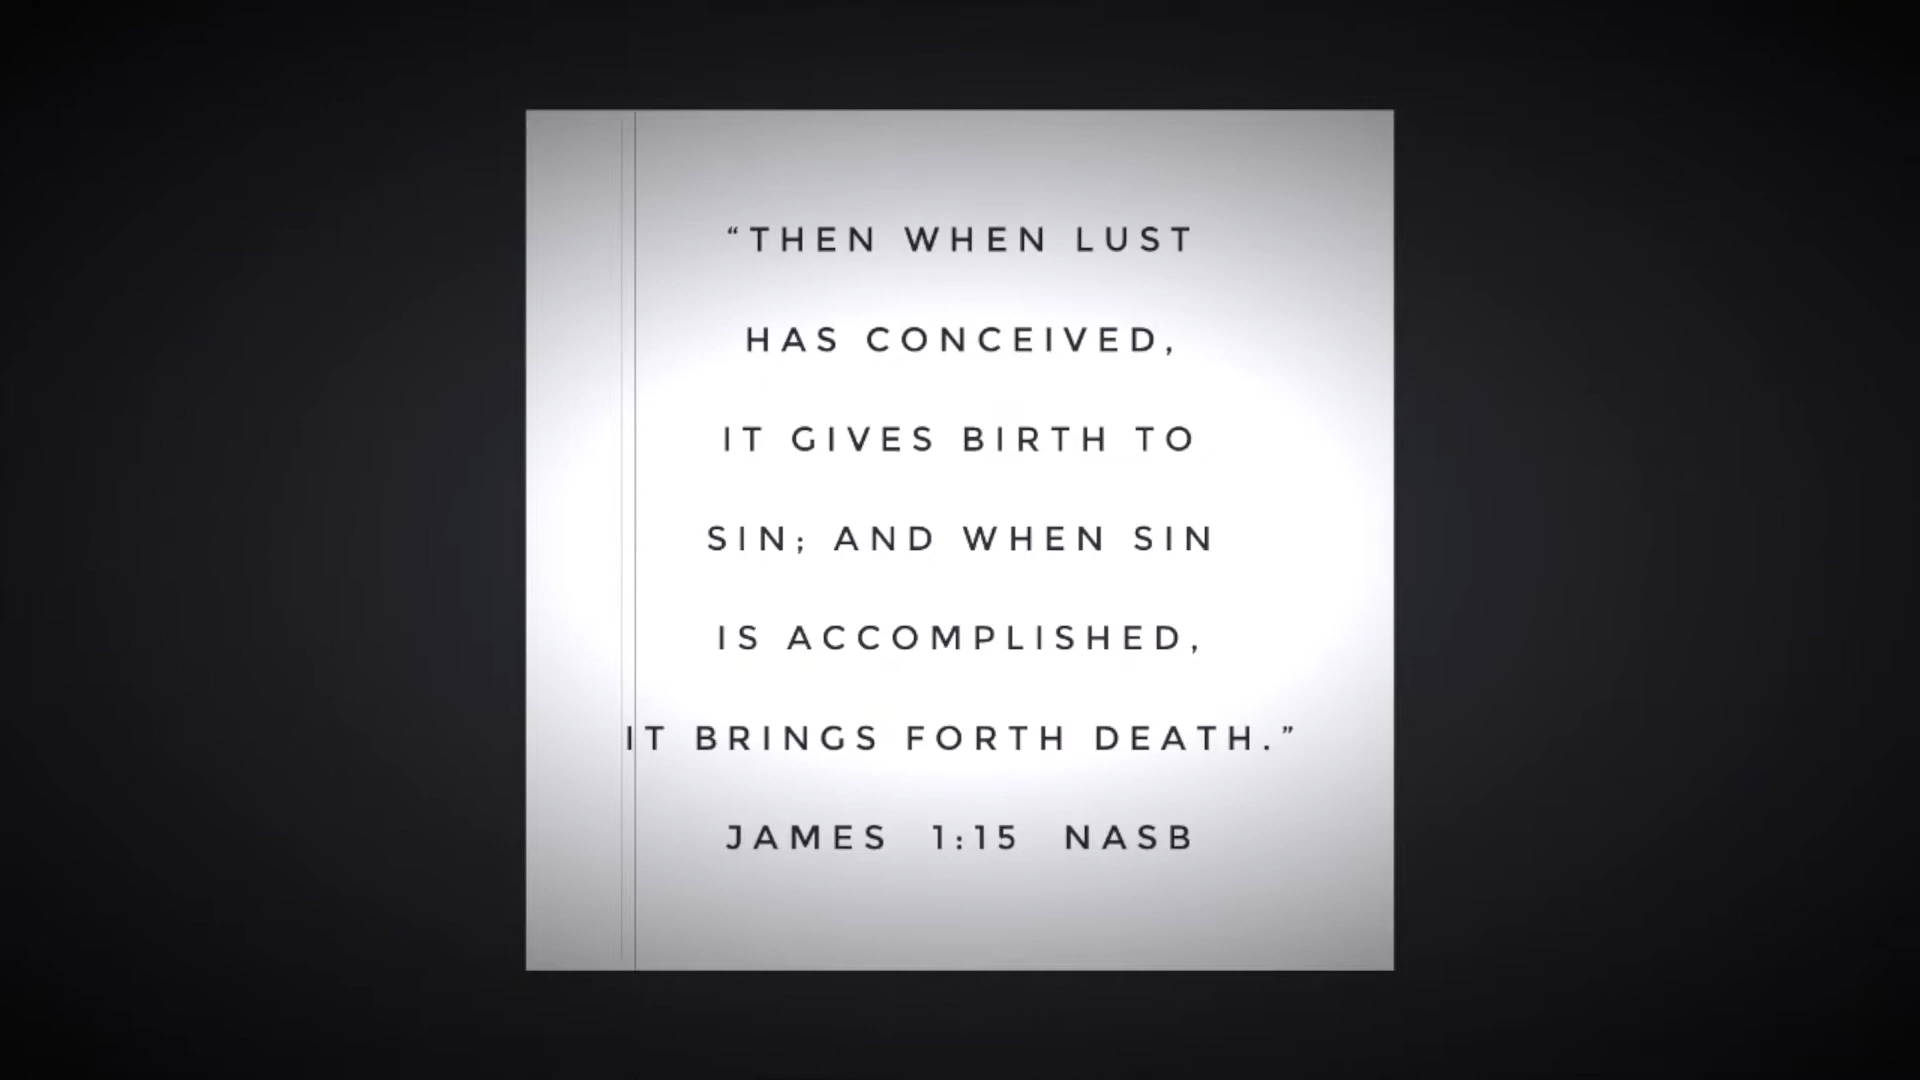 “THEN WHEN LUST
HAS CONCEIVED,
IT GIVES BIRTH TO
SIN; AND WHEN SIN
IS ACCOMPLISHED,
IT BRINGS FORTH DEATH.”
JAMES 1:15 NASB